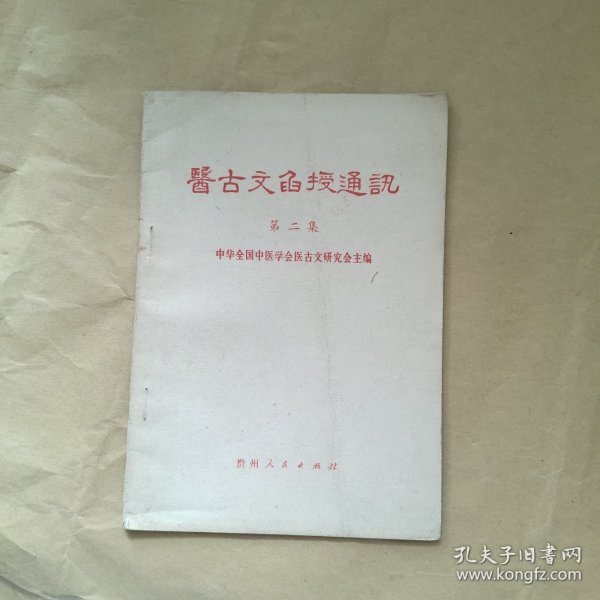 醫古文函授通訊
第二集
中华全国中医学会医古文研究会主编
贵州人民出版社
孔夫子旧书网
www.kongfz.com